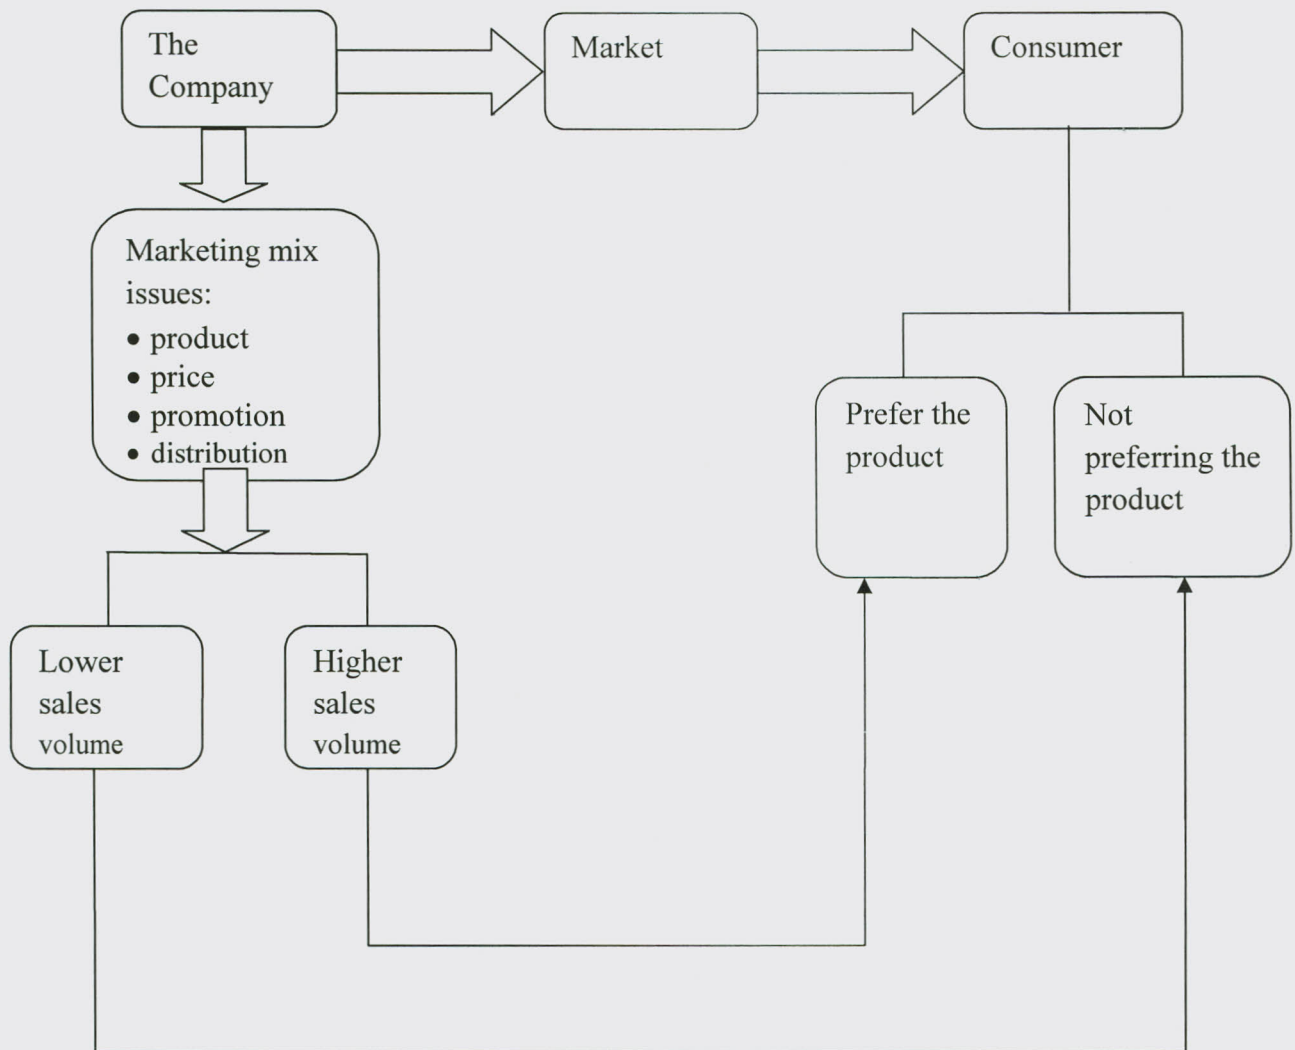 The
Company
Market
Consumer
Marketing mix
issues:
• product
• price
• promotion
• distribution
Prefer the
product
Not
preferring the
product
Lower
sales
volume
Higher
sales
volume